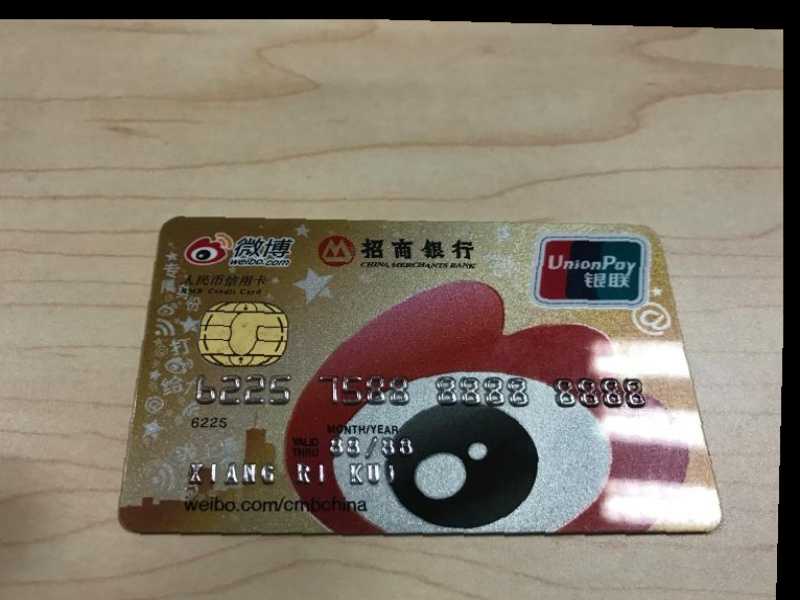 微博 招商银行
weibo.com CHINA MERCHANTS BANK
UnionPay
银联
人民币信用卡
RMB Credit Card
@
6225 7588 8888 8888
6225
MONTH/YEAR
VALID THRU 88/88
XIANG RI KUI
weibo.com/cmbchina